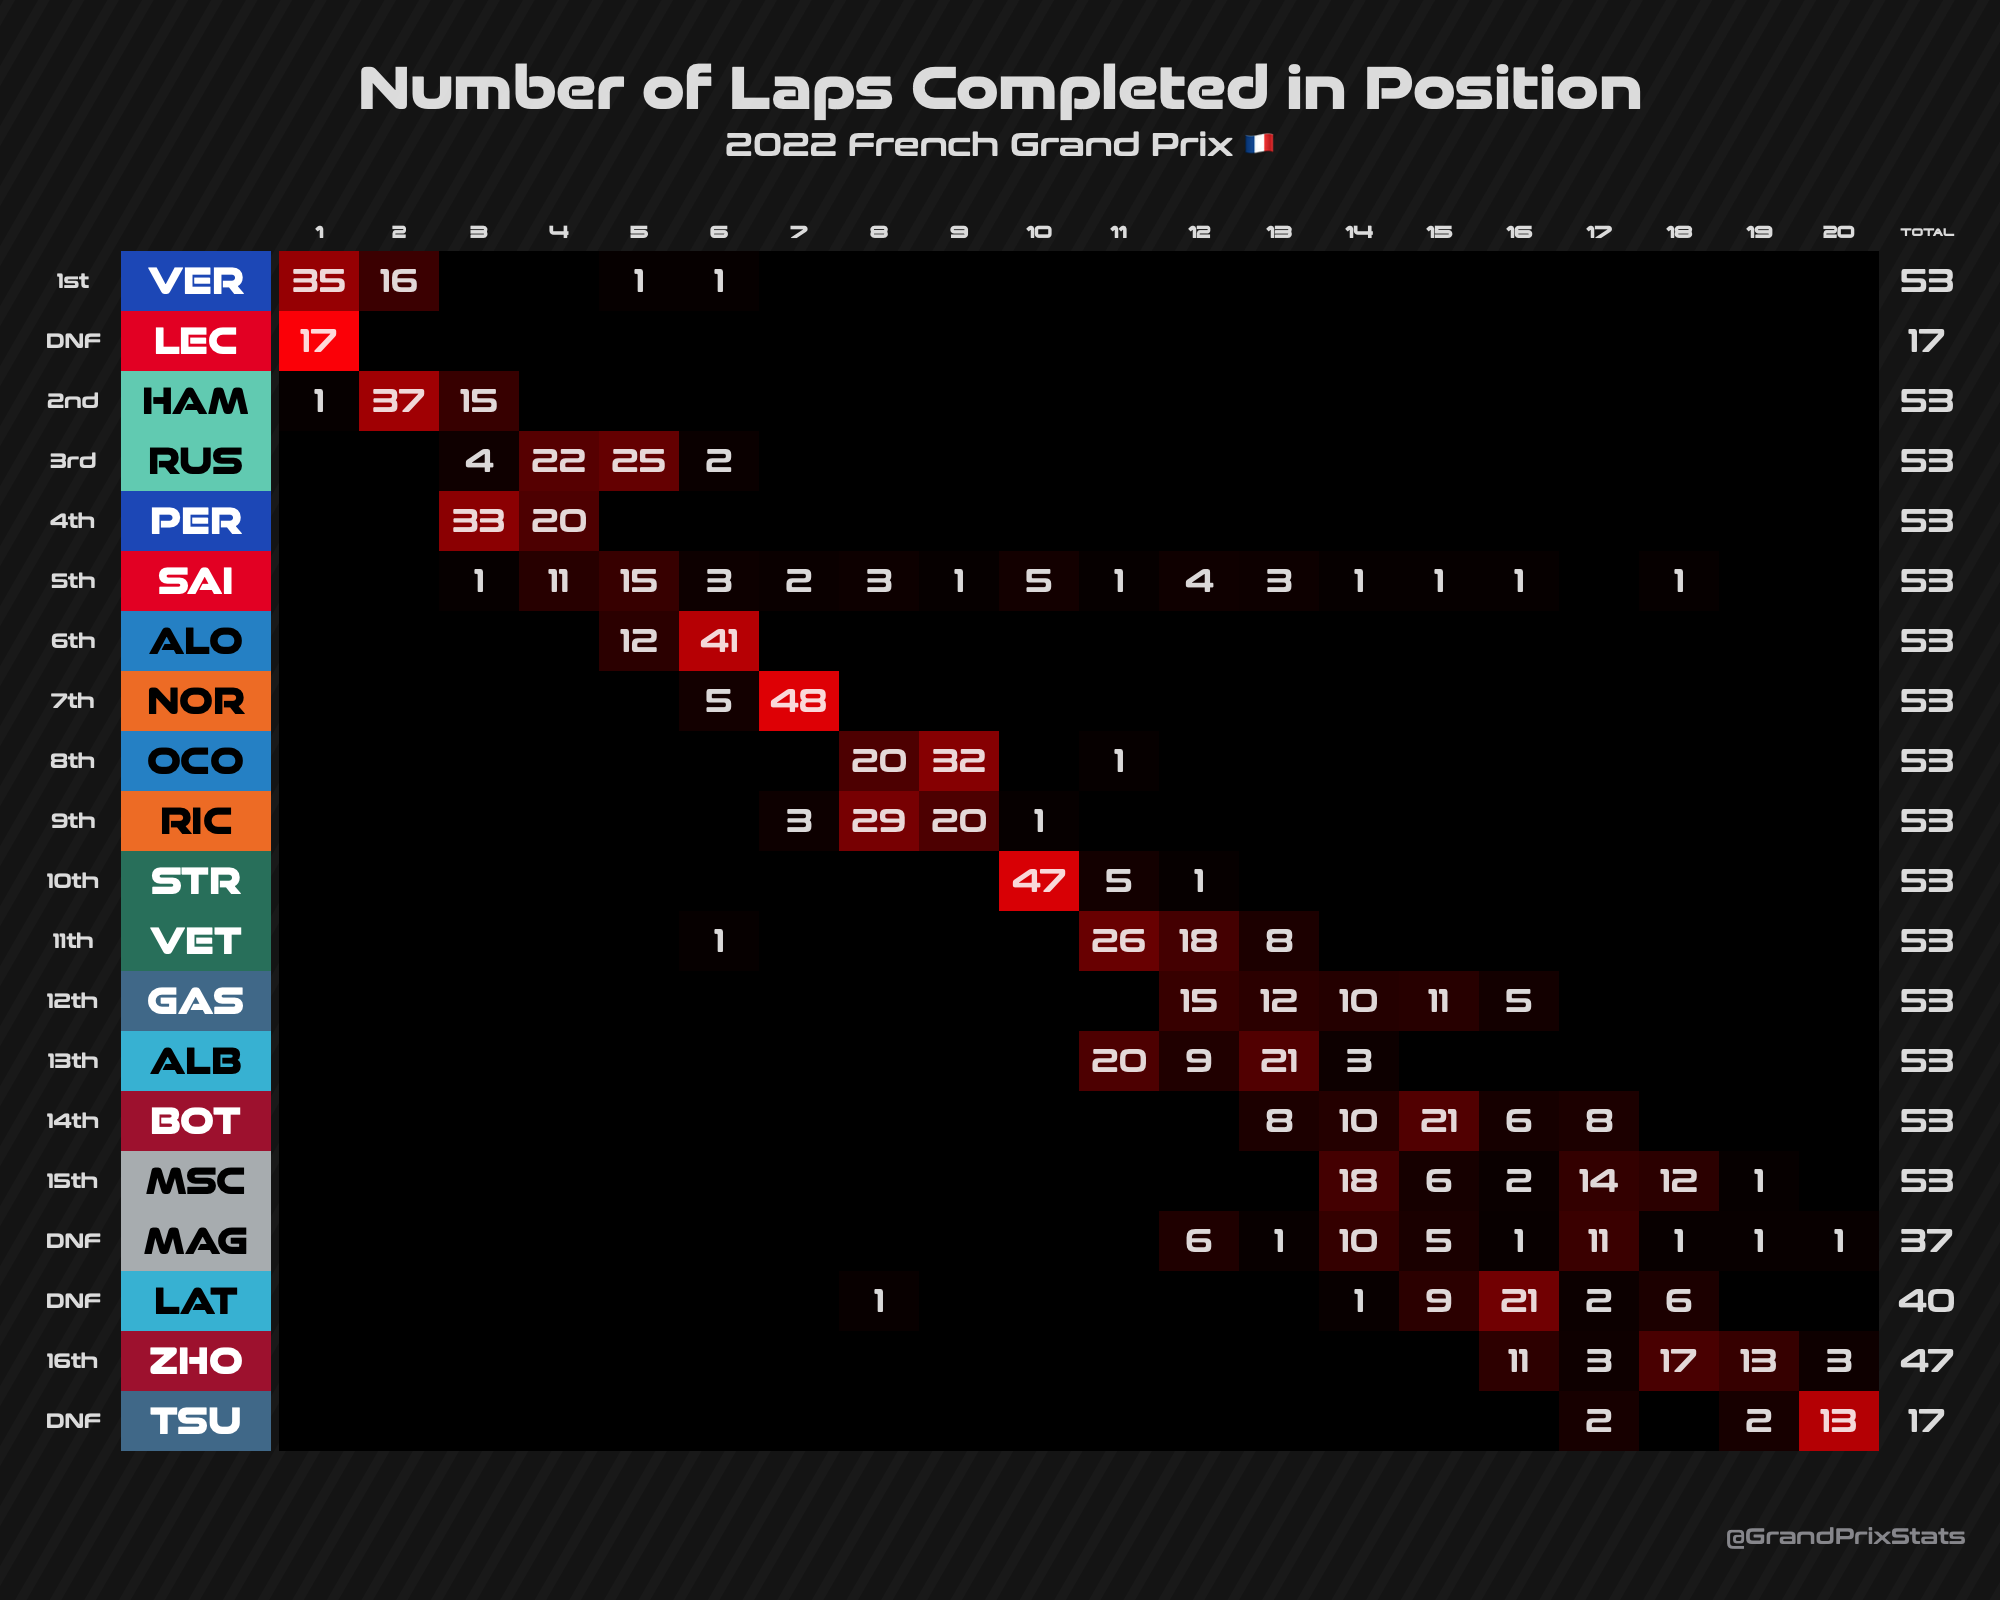 Number of Laps Completed in Position
2022 French Grand Prix
1 2 3 4 5 6 7 8 9 10 11 12 13 14 15 16 17 18 19 20 TOTAL
1st VER 35 16 1 1 53
DNF LEC 17 17
2nd HAM 1 37 15 53
3rd RUS 4 22 25 2 53
4th PER 33 20 53
5th SAI 1 11 15 3 2 3 1 5 1 4 3 1 1 1 1 53
6th ALO 12 41 53
7th NOR 5 48 53
8th OCO 20 32 1 53
9th RIC 3 29 20 1 53
10th STR 47 5 1 53
11th VET 1 26 18 8 53
12th GAS 15 12 10 11 5 53
13th ALB 20 9 21 3 53
14th BOT 8 10 21 6 8 53
15th MSC 18 6 2 14 12 1 53
DNF MAG 6 1 10 5 1 11 1 1 1 37
DNF LAT 1 1 9 21 2 6 40
16th ZHO 11 3 17 13 3 47
DNF TSU 2 2 13 17
@GrandPrixStats